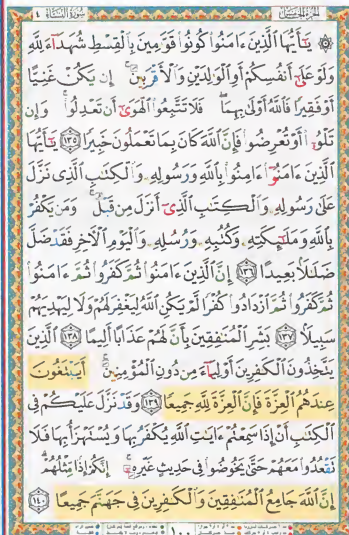 سورة النساء ٤
۞ يَٰٓأَيُّهَا ٱلَّذِينَ ءَامَنُوا۟ كُونُوا۟ قَوَّٰمِينَ بِٱلْقِسْطِ شُهَدَآءَ لِلَّهِ
وَلَوْ عَلَىٰٓ أَنفُسِكُمْ أَوِ ٱلْوَٰلِدَيْنِ وَٱلْأَقْرَبِينَ ۚ إِن يَكُنْ غَنِيًّا
أَوْ فَقِيرًا فَٱللَّهُ أَوْلَىٰ بِهِمَا ۖ فَلَا تَتَّبِعُوا۟ ٱلْهَوَىٰٓ أَن تَعْدِلُوا۟ ۚ وَإِن
تَلْوُۥٓا۟ أَوْ تُعْرِضُوا۟ فَإِنَّ ٱللَّهَ كَانَ بِمَا تَعْمَلُونَ خَبِيرًا ١٣٥ يَٰٓأَيُّهَا
ٱلَّذِينَ ءَامَنُوٓا۟ ءَامِنُوا۟ بِٱللَّهِ وَرَسُولِهِۦ وَٱلْكِتَٰبِ ٱلَّذِى نَزَّلَ
عَلَىٰ رَسُولِهِۦ وَٱلْكِتَٰبِ ٱلَّذِىٓ أَنزَلَ مِن قَبْلُ ۚ وَمَن يَكْفُرْ
بِٱللَّهِ وَمَلَٰٓئِكَتِهِۦ وَكُتُبِهِۦ وَرُسُلِهِۦ وَٱلْيَوْمِ ٱلْءَاخِرِ فَقَدْ ضَلَّ
ضَلَٰلًۢا بَعِيدًا ١٣٦ إِنَّ ٱلَّذِينَ ءَامَنُوا۟ ثُمَّ كَفَرُوا۟ ثُمَّ ءَامَنُوا۟
ثُمَّ كَفَرُوا۟ ثُمَّ ٱزْدَادُوا۟ كُفْرًا لَّمْ يَكُنِ ٱللَّهُ لِيَغْفِرَ لَهُمْ وَلَا لِيَهْدِيَهُمْ
سَبِيلًۢا ١٣٧ بَشِّرِ ٱلْمُنَٰفِقِينَ بِأَنَّ لَهُمْ عَذَابًا أَلِيمًا ١٣٨ ٱلَّذِينَ
يَتَّخِذُونَ ٱلْكَٰفِرِينَ أَوْلِيَآءَ مِن دُونِ ٱلْمُؤْمِنِينَ ۚ أَيَبْتَغُونَ
عِندَهُمُ ٱلْعِزَّةَ فَإِنَّ ٱلْعِزَّةَ لِلَّهِ جَمِيعًا ١٣٩ وَقَدْ نَزَّلَ عَلَيْكُمْ فِى
ٱلْكِتَٰبِ أَنْ إِذَا سَمِعْتُمْ ءَايَٰتِ ٱللَّهِ يُكْفَرُ بِهَا وَيُسْتَهْزَأُ بِهَا فَلَا
تَقْعُدُوا۟ مَعَهُمْ حَتَّىٰ يَخُوضُوا۟ فِى حَدِيثٍ غَيْرِهِۦٓ ۚ إِنَّكُمْ إِذًا مِّثْلُهُمْ ۗ
إِنَّ ٱللَّهَ جَامِعُ ٱلْمُنَٰفِقِينَ وَٱلْكَٰفِرِينَ فِى جَهَنَّمَ جَمِيعًا ١٤٠
١٠٠